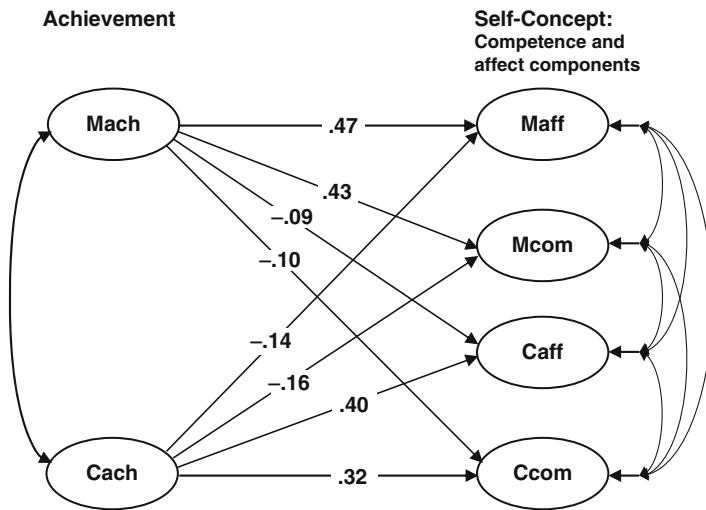 Achievement
Self-Concept:
Competence and
affect components
Mach
.47
Maff
.43
–.09
–.10
Mcom
–.14
Caff
–.16
.40
Cach
.32
Ccom